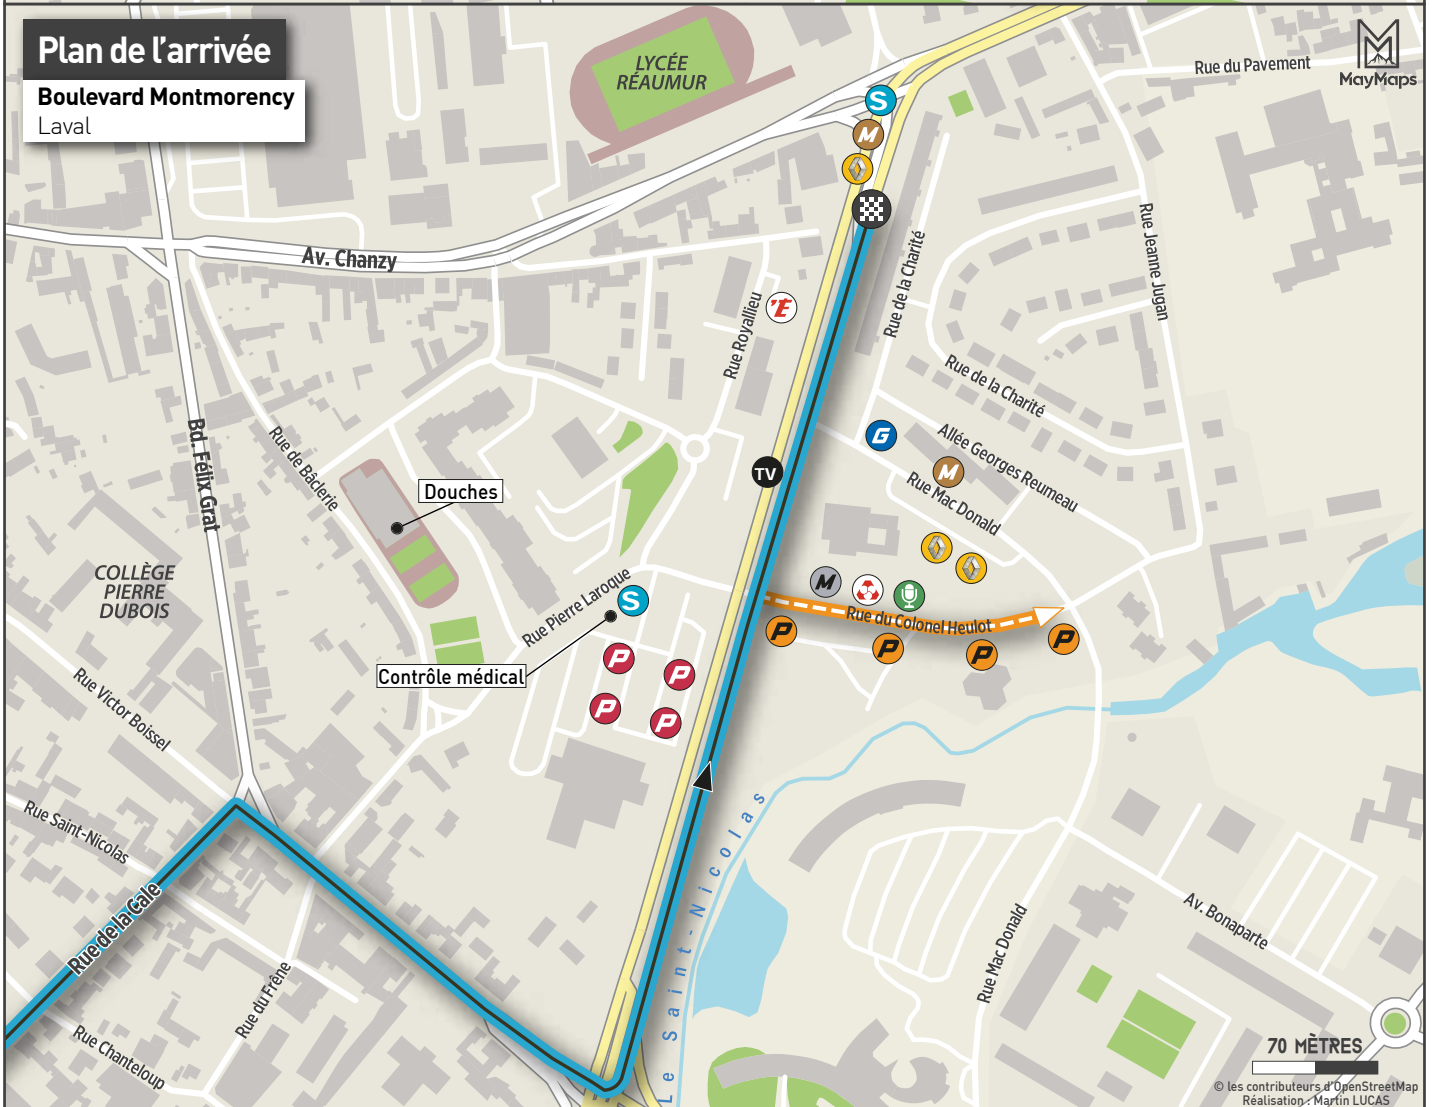 Plan de l'arrivée
Boulevard Montmorency
Laval
LYCÉE
RÉAUMUR
MayMaps
Rue du Pavement
S
M
Av. Chanzy
Rue Jeanne Jugan
Rue de la Charité
'E
Rue Royallieu
Rue de la Charité
Bd. Félix Grat
Rue de Bâclerie
G
Allée Georges Reumeau
TV
M
Rue Mac Donald
Douches
COLLÈGE
PIERRE
DUBOIS
Rue Pierre Laroque
S
M
Rue du Colonel Heulot
P
P
P
P
Contrôle médical
P
P
P
P
Rue Victor Boissel
Rue Saint-Nicolas
Rue de la Cale
Le Saint-Nicolas
Av. Bonaparte
Rue Mac Donald
Rue du Frêne
Rue Chanteloup
70 MÈTRES
© les contributeurs d'OpenStreetMap
Réalisation : Martin LUCAS